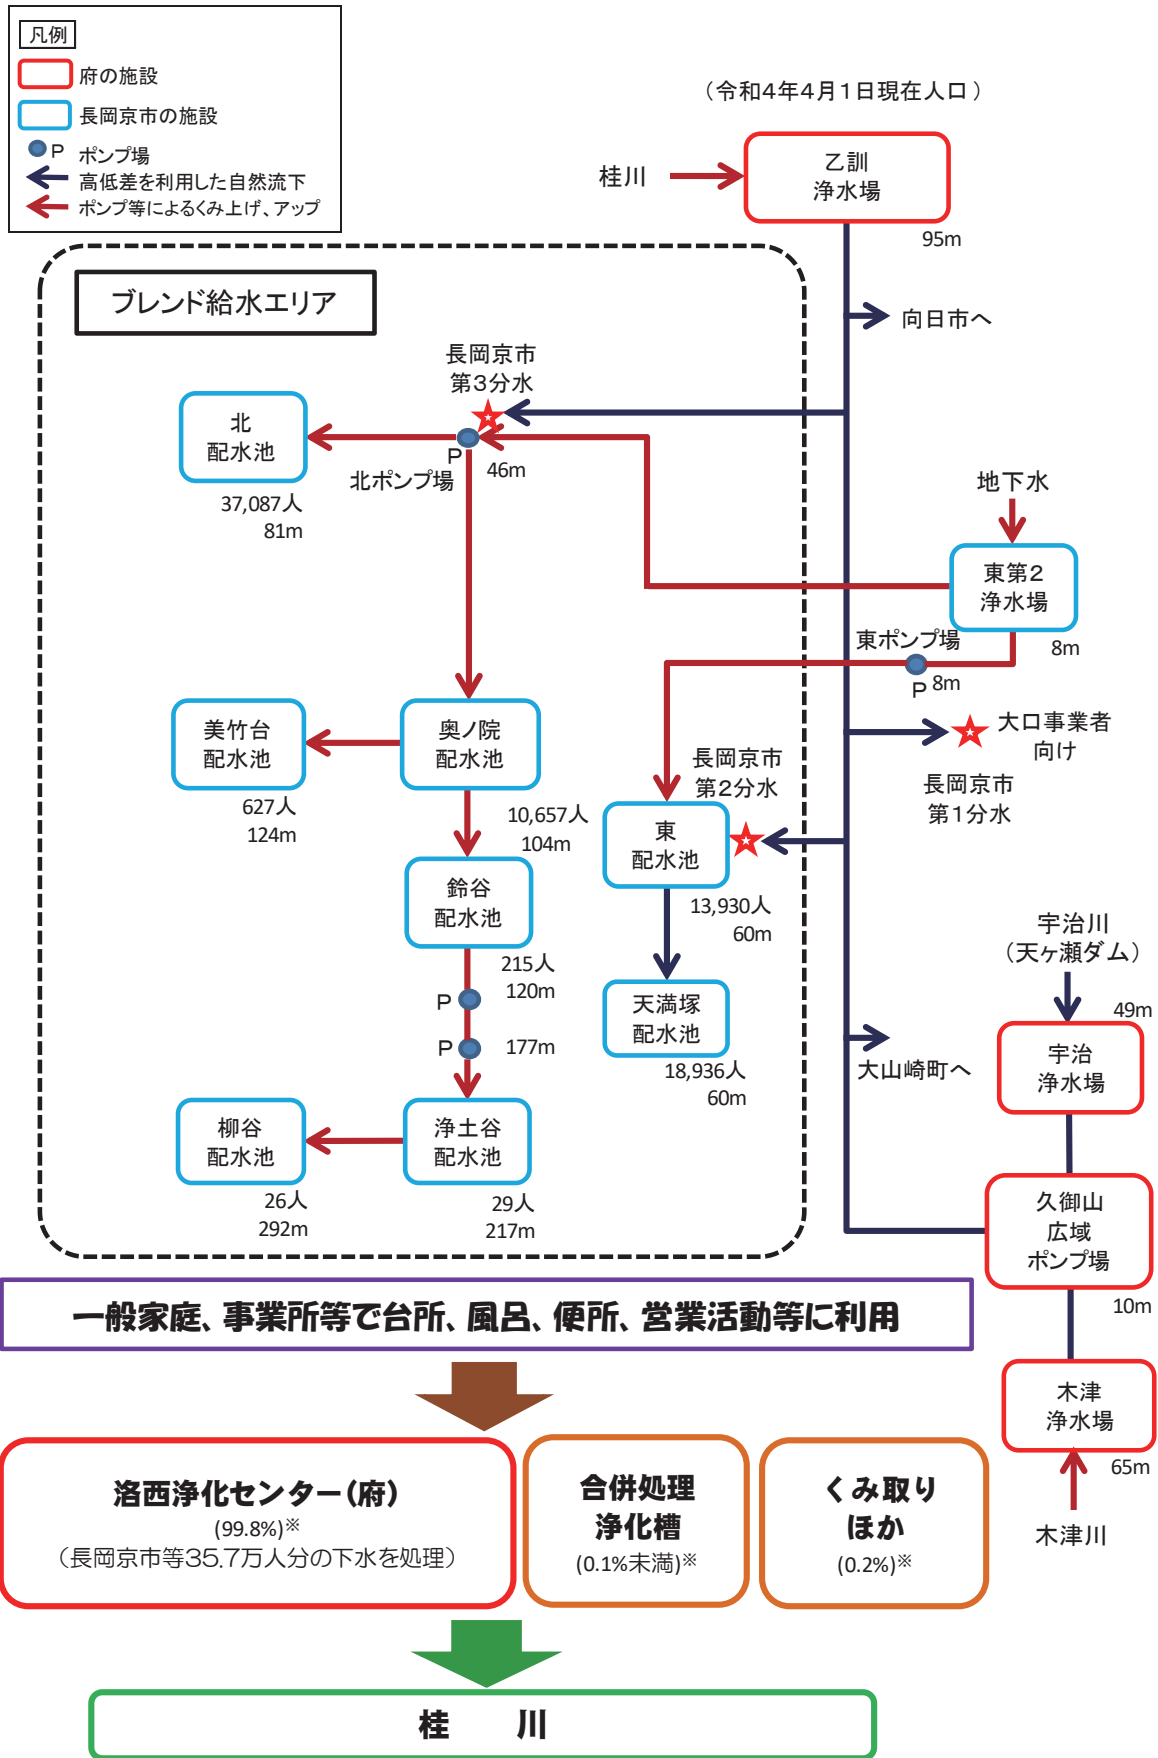 凡例
府の施設
長岡京市の施設
P ポンプ場
高低差を利用した自然流下
ポンプ等によるくみ上げ、アップ
（令和4年4月1日現在人口）
桂川
乙訓
浄水場
95m
ブレンド給水エリア
向日市へ
長岡京市
第3分水
北
配水池
P
46m
北ポンプ場
37,087人
81m
地下水
東第2
浄水場
8m
東ポンプ場
P 8m
美竹台
配水池
627人
124m
奥ノ院
配水池
10,657人
104m
長岡京市
第2分水
大口事業者
向け
長岡京市
第1分水
東
配水池
13,930人
60m
鈴谷
配水池
215人
120m
P
P
177m
天満塚
配水池
18,936人
60m
宇治川
（天ヶ瀬ダム）
49m
宇治
浄水場
大山崎町へ
柳谷
配水池
26人
292m
浄土谷
配水池
29人
217m
久御山
広域
ポンプ場
10m
木津
浄水場
65m
木津川
一般家庭、事業所等で台所、風呂、便所、営業活動等に利用
洛西浄化センター(府)
(99.8%)※
（長岡京市等35.7万人分の下水を処理）
合併処理
浄化槽
(0.1%未満)※
くみ取り
ほか
(0.2%)※
桂　川